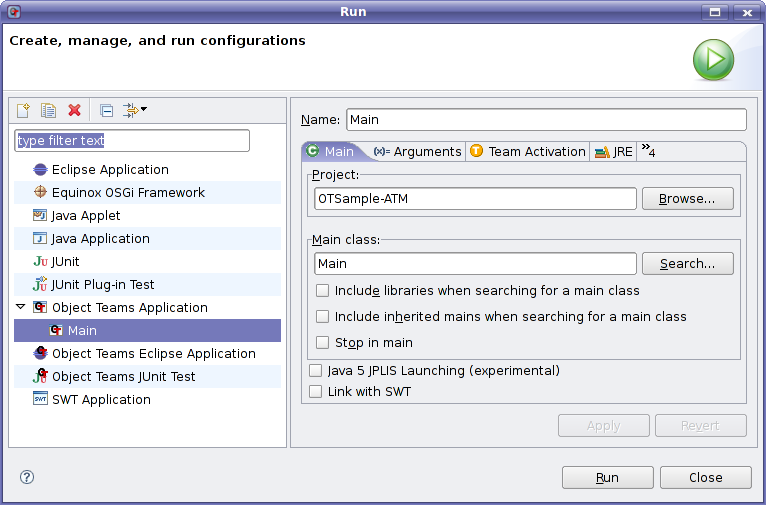 Run
Create, manage, and run configurations
type filter text
Eclipse Application
Equinox OSGi Framework
Java Applet
Java Application
JUnit
JUnit Plug-in Test
Object Teams Application
Main
Object Teams Eclipse Application
Object Teams JUnit Test
SWT Application
Name: Main
Main (x)= Arguments Team Activation JRE »4
Project:
OTSample-ATM Browse...
Main class:
Main Search...
Include libraries when searching for a main class
Include inherited mains when searching for a main class
Stop in main
Java 5 JPLIS Launching (experimental)
Link with SWT
Apply Revert
Run Close